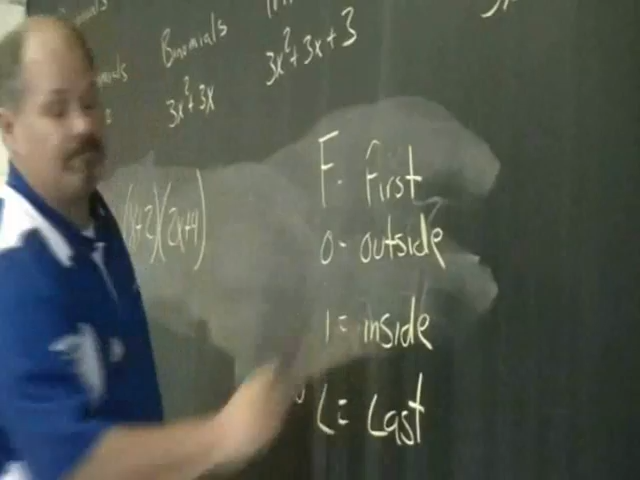 Binomials
3x²+3x
3x²+3x+3
(x+2)(2x+4)
F- First
O- outside
I= inside
L= Last